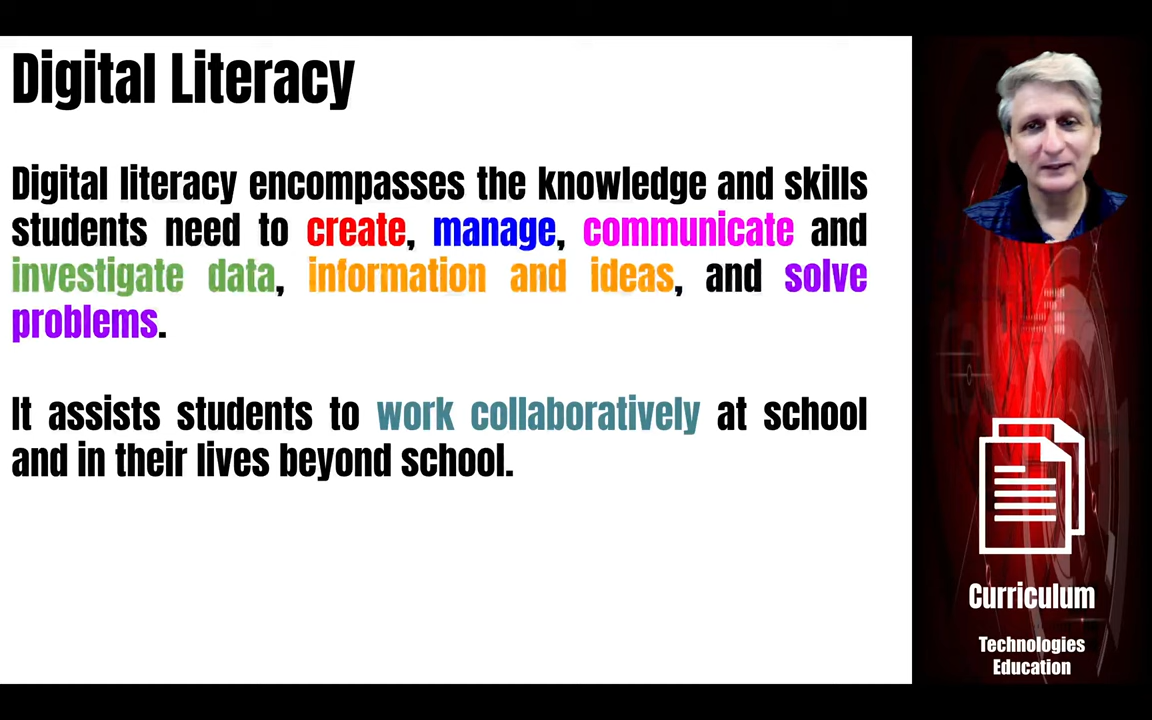 Digital Literacy
Digital literacy encompasses the knowledge and skills
students need to create, manage, communicate and
investigate data, information and ideas, and solve
problems.
It assists students to work collaboratively at school
and in their lives beyond school.
Curriculum
Technologies
Education